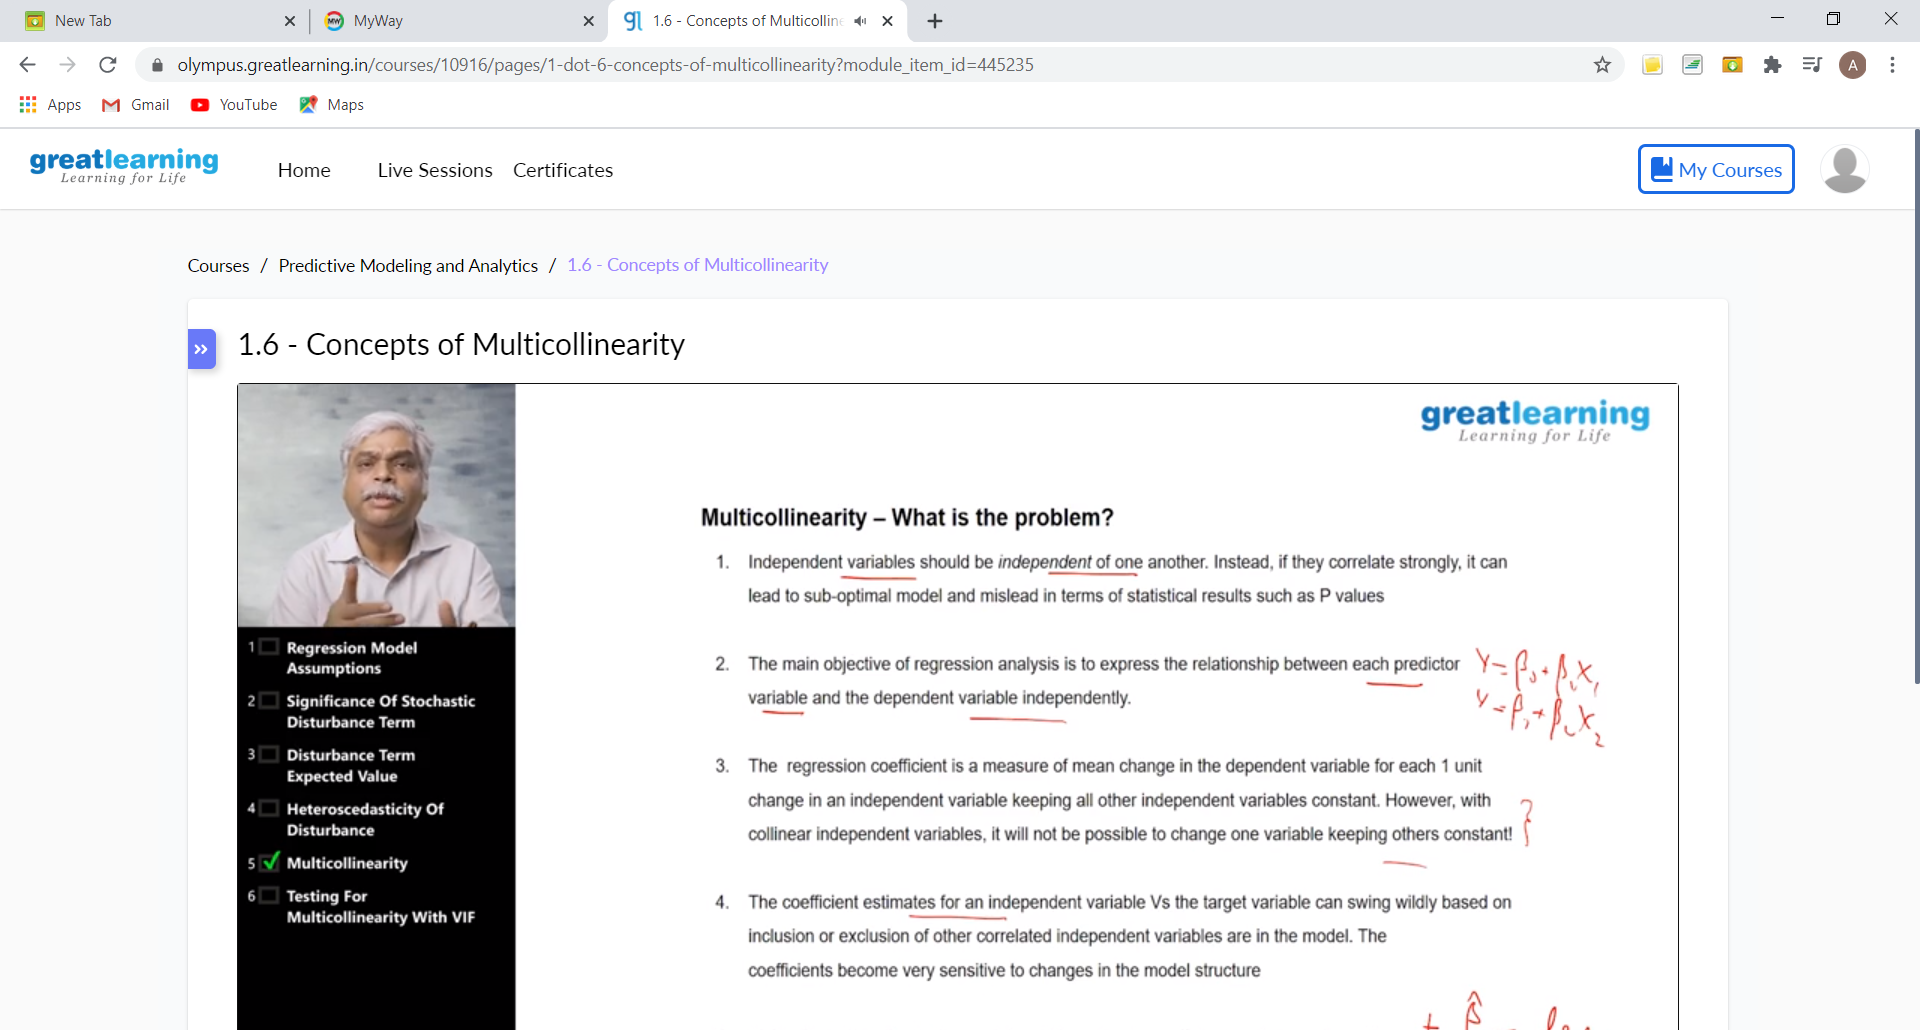 New Tab
MyWay
1.6 - Concepts of Multicolline
olympus.greatlearning.in/courses/10916/pages/1-dot-6-concepts-of-multicollinearity?module_item_id=445235
A
Apps Gmail YouTube Maps
greatlearning
Learning for Life
Home Live Sessions Certificates
My Courses
Courses / Predictive Modeling and Analytics / 1.6 - Concepts of Multicollinearity
1.6 - Concepts of Multicollinearity
greatlearning
Learning for Life
1 Regression Model
Assumptions
2 Significance Of Stochastic
Disturbance Term
3 Disturbance Term
Expected Value
4 Heteroscedasticity Of
Disturbance
5 Multicollinearity
6 Testing For
Multicollinearity With VIF
Multicollinearity – What is the problem?
1. Independent variables should be independent of one another. Instead, if they correlate strongly, it can
lead to sub-optimal model and mislead in terms of statistical results such as P values
2. The main objective of regression analysis is to express the relationship between each predictor
variable and the dependent variable independently.
3. The regression coefficient is a measure of mean change in the dependent variable for each 1 unit
change in an independent variable keeping all other independent variables constant. However, with
collinear independent variables, it will not be possible to change one variable keeping others constant!
4. The coefficient estimates for an independent variable Vs the target variable can swing wildly based on
inclusion or exclusion of other correlated independent variables are in the model. The
coefficients become very sensitive to changes in the model structure